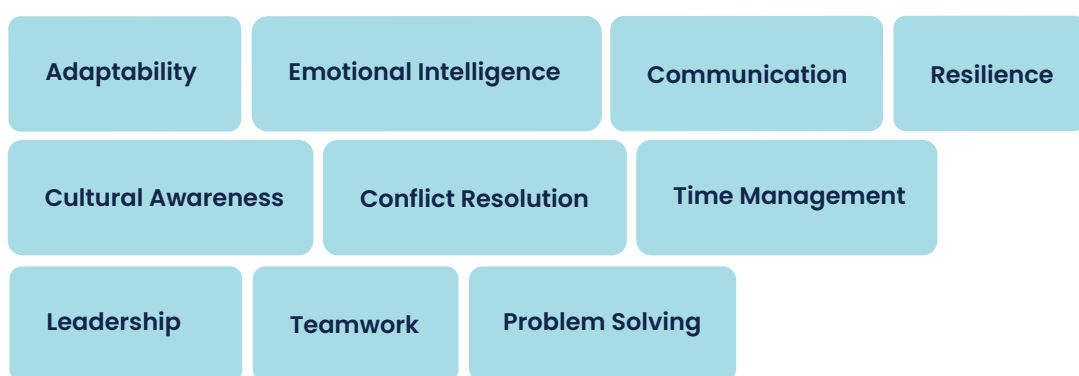 Adaptability
Emotional Intelligence
Communication
Resilience
Cultural Awareness
Conflict Resolution
Time Management
Leadership
Teamwork
Problem Solving